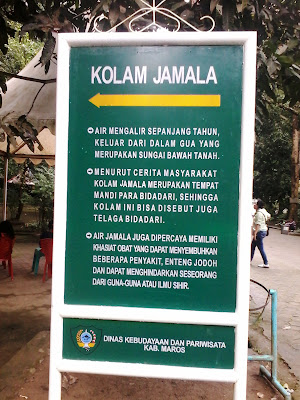 KOLAM JAMALA
AIR MENGALIR SEPANJANG TAHUN,
KELUAR DARI DALAM GUA YANG
MERUPAKAN SUNGAI BAWAH TANAH.
MENURUT CERITA MASYARAKAT
KOLAM JAMALA MERUPAKAN TEMPAT
MANDI PARA BIDADARI, SEHINGGA
KOLAM INI BISA DISEBUT JUGA
TELAGA BIDADARI.
AIR JAMALA JUGA DIPERCAYA MEMILIKI
KHASIAT OBAT YANG DAPAT MENYEMBUHKAN
BEBERAPA PENYAKIT, ENTENG JODOH
DAN DAPAT MENGHINDARKAN SESEORANG
DARI GUNA-GUNA ATAU ILMU SIHIR.
DINAS KEBUDAYAAN DAN PARIWISATA
KAB. MAROS